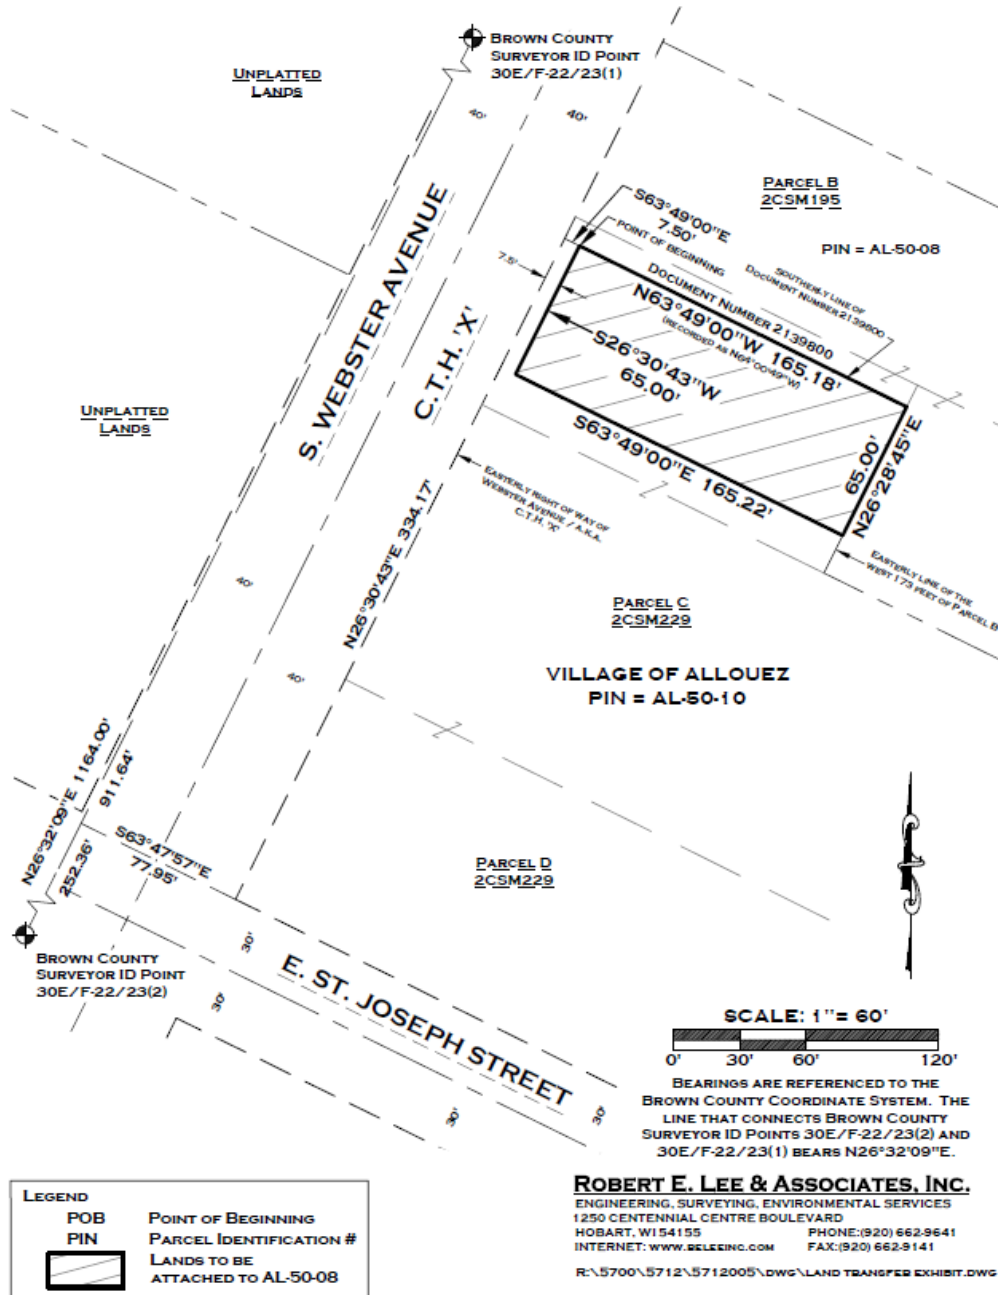 BROWN COUNTY
SURVEYOR ID POINT
30E/F-22/23(1)
UNPLATTED
LANDS
40'
40'
PARCEL B
2CSM195
PIN = AL-50-08
S63°49'00"E
7.50'
POINT OF BEGINNING
SOUTHERLY LINE OF
DOCUMENT NUMBER 2139800
7.5'
DOCUMENT NUMBER 2139800
N63°49'00"W 165.18'
(RECORDED AS N64°00'49"W)
S26°30'43"W
65.00'
S. WEBSTER AVENUE
C.T.H. 'X'
UNPLATTED
LANDS
S63°49'00"E 165.22'
65.00'
N26°28'45"E
EASTERLY RIGHT OF WAY OF
WEBSTER AVENUE / A.K.A.
C.T.H. 'X'
EASTERLY LINE OF THE
WEST 173 FEET OF PARCEL B
N26°30'43"E 334.17'
40'
40'
PARCEL C
2CSM229
VILLAGE OF ALLOUEZ
PIN = AL-50-10
N26°32'09"E 1164.00'
911.64'
252.36'
S63°47'57"E
77.95'
PARCEL D
2CSM229
BROWN COUNTY
SURVEYOR ID POINT
30E/F-22/23(2)
30'
30'
E. ST. JOSEPH STREET
30'
30'
SCALE: 1"= 60'
0' 30' 60' 120'
BEARINGS ARE REFERENCED TO THE
BROWN COUNTY COORDINATE SYSTEM. THE
LINE THAT CONNECTS BROWN COUNTY
SURVEYOR ID POINTS 30E/F-22/23(2) AND
30E/F-22/23(1) BEARS N26°32'09"E.
ROBERT E. LEE & ASSOCIATES, INC.
ENGINEERING, SURVEYING, ENVIRONMENTAL SERVICES
1250 CENTENNIAL CENTRE BOULEVARD
HOBART, WI 54155 PHONE:(920) 662-9641
INTERNET: WWW.RELEEINC.COM FAX:(920) 662-9141
R:\5700\5712\5712005\DWG\LAND TRANSFER EXHIBIT.DWG
LEGEND
POB POINT OF BEGINNING
PIN PARCEL IDENTIFICATION #
LANDS TO BE
ATTACHED TO AL-50-08